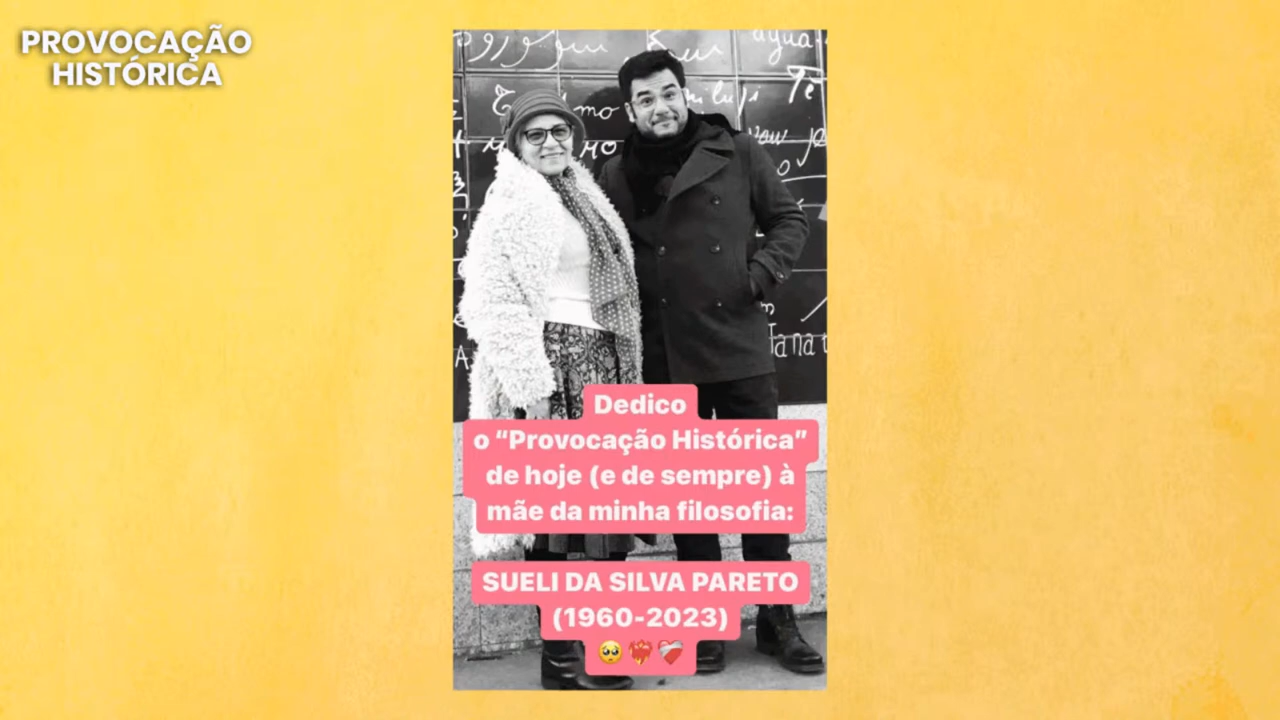 PROVOCAÇÃO
HISTÓRICA
água
Dedico
o “Provocação Histórica”
de hoje (e de sempre) à
mãe da minha filosofia:
SUELI DA SILVA PARETO
(1960-2023)
🥺❤️‍🔥❤️‍🩹